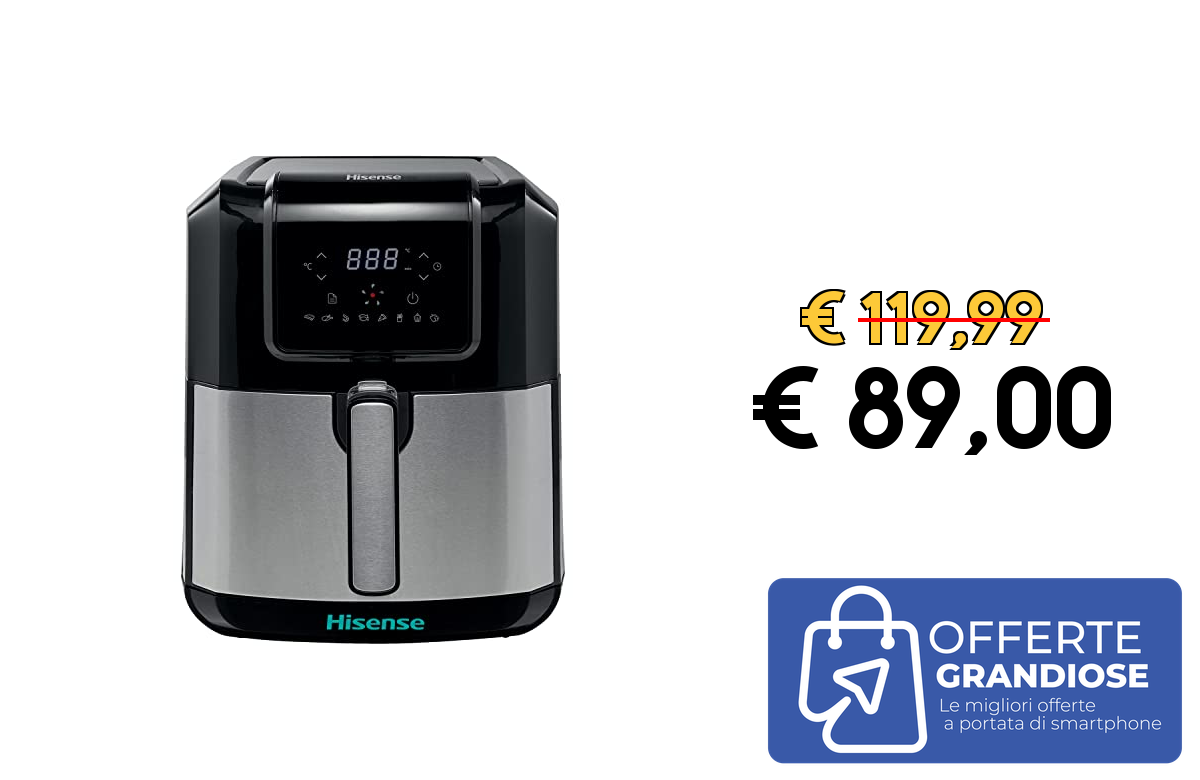 Hisense
°C
888
°C
€ 119,99
€ 89,00
Hisense
OFFERTE
GRANDIOSE
Le migliori offerte
a portata di smartphone